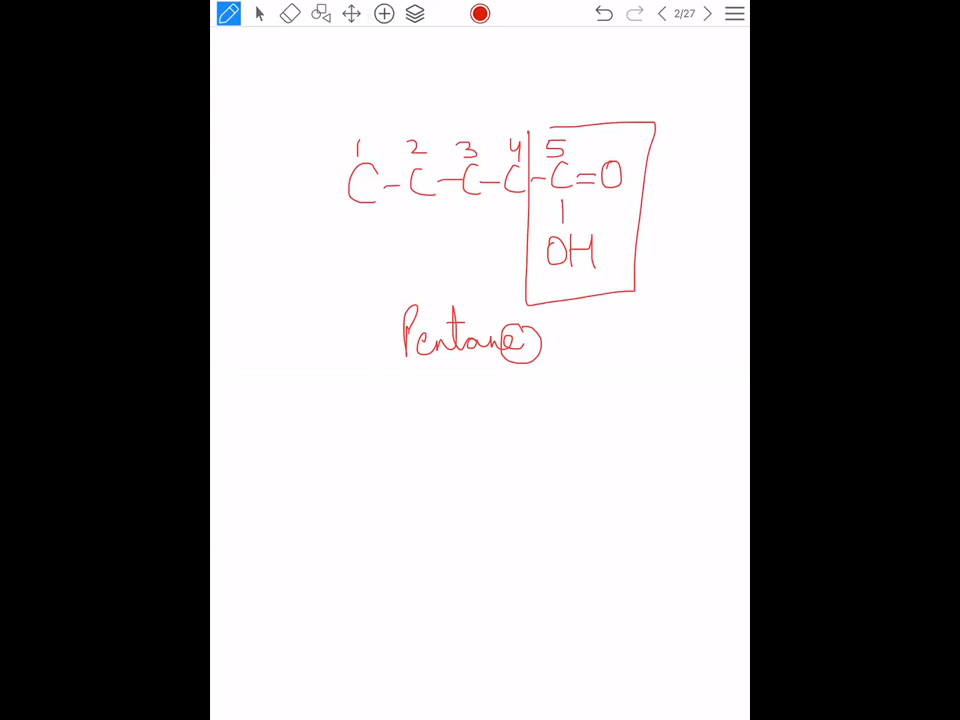 2/27
1 2 3 4 5
C - C - C - C - C = O
|
OH
Pentane